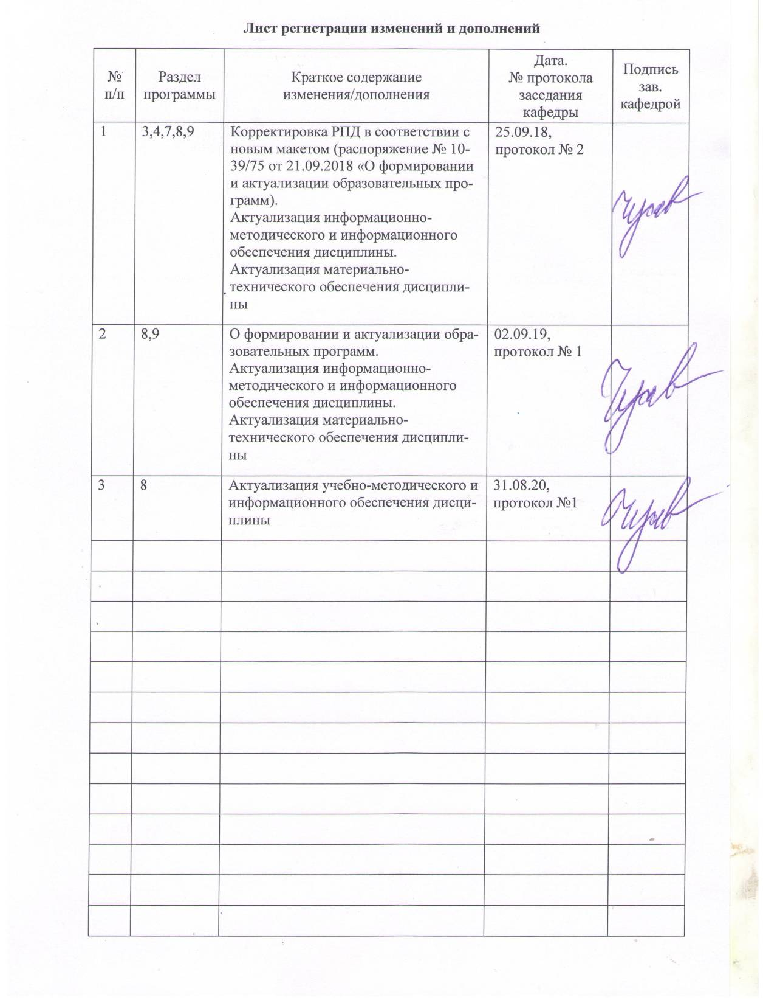 Лист регистрации изменений и дополнений
№
п/п
Раздел
программы
Краткое содержание
изменения/дополнения
Дата.
№ протокола
заседания
кафедры
Подпись
зав.
кафедрой
1
3,4,7,8,9
Корректировка РПД в соответствии с
новым макетом (распоряжение № 10-
39/75 от 21.09.2018 «О формировании
и актуализации образовательных про-
грамм).
Актуализация информационно-
методического и информационного
обеспечения дисциплины.
Актуализация материально-
технического обеспечения дисципли-
ны
25.09.18,
протокол № 2
2
8,9
О формировании и актуализации обра-
зовательных программ.
Актуализация информационно-
методического и информационного
обеспечения дисциплины.
Актуализация материально-
технического обеспечения дисципли-
ны
02.09.19,
протокол № 1
3
8
Актуализация учебно-методического и
информационного обеспечения дисци-
плины
31.08.20,
протокол №1